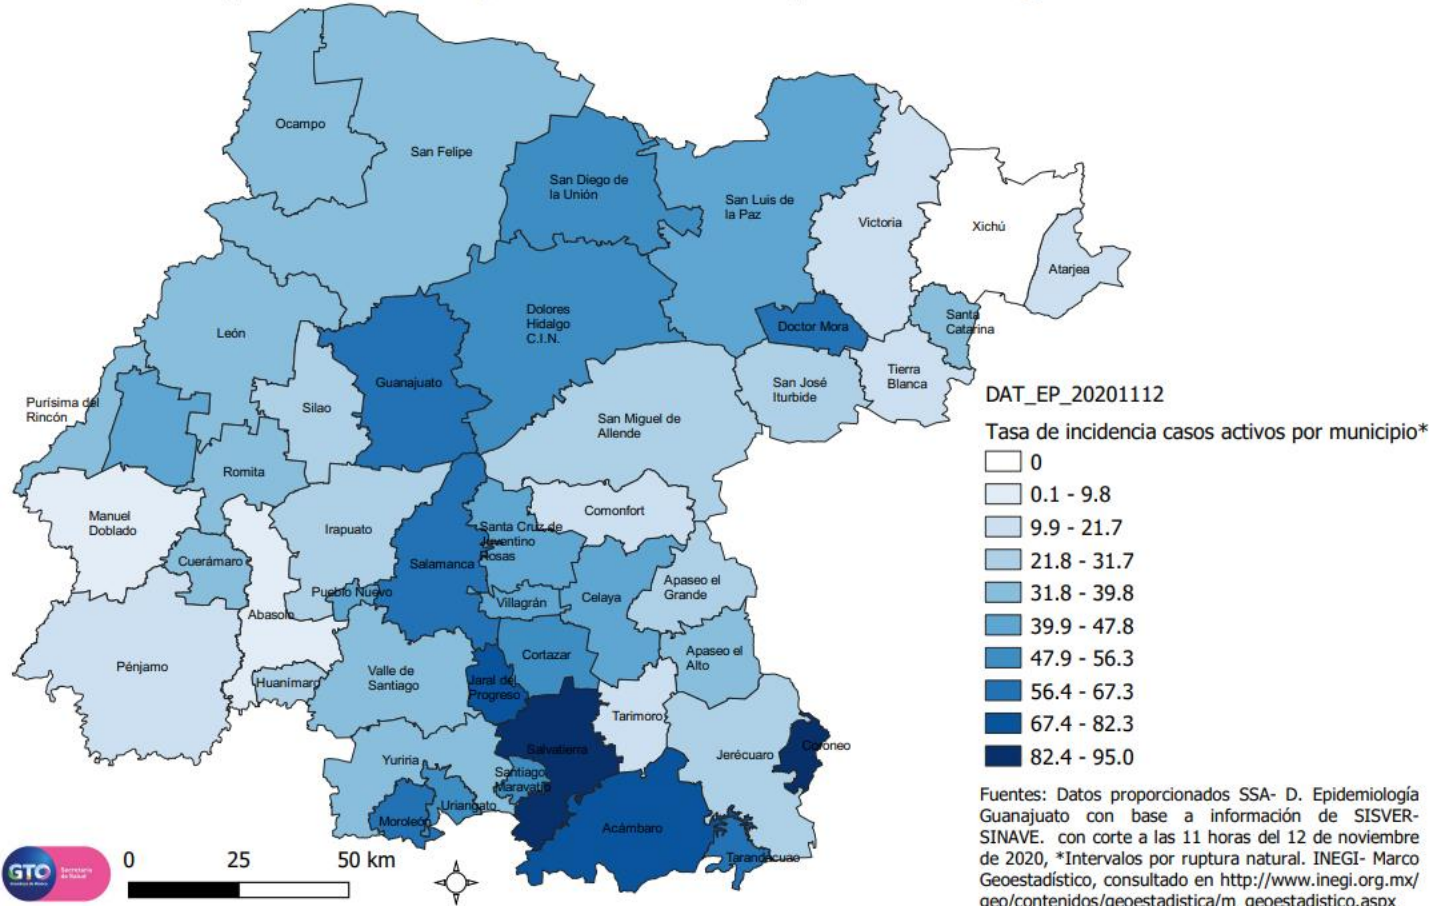 Ocampo
San Felipe
San Diego de
la Unión
San Luis de
la Paz
Victoria
Xichú
Atarjea
León
Dolores
Hidalgo
C.I.N.
Doctor Mora
Santa
Catarina
Guanajuato
Silao
San José
Iturbide
Tierra
Blanca
Purísima del
Rincón
San Miguel de
Allende
Romita
Manuel
Doblado
Irapuato
Comonfort
Santa Cruz de
Juventino
Rosas
Cuerámaro
Salamanca
Pueblo Nuevo
Villagrán
Celaya
Apaseo el
Grande
Abasolo
Pénjamo
Huanímaro
Valle de
Santiago
Cortazar
Apaseo el
Alto
Jaral del
Progreso
Tarimoro
Salvatierra
Jerécuaro
Coroneo
Yuriria
Santiago
Maravatío
Uriangato
Moroleón
Acámbaro
Tarandacuao
DAT_EP_20201112
Tasa de incidencia casos activos por municipio*
0
0.1 - 9.8
9.9 - 21.7
21.8 - 31.7
31.8 - 39.8
39.9 - 47.8
47.9 - 56.3
56.4 - 67.3
67.4 - 82.3
82.4 - 95.0
Fuentes: Datos proporcionados SSA- D. Epidemiología
Guanajuato con base a información de SISVER-
SINAVE. con corte a las 11 horas del 12 de noviembre
de 2020, *Intervalos por ruptura natural. INEGI- Marco
Geoestadístico, consultado en http://www.inegi.org.mx/
geo/contenidos/geoestadistica/m_geoestadistico.aspx
GTO
Secretaría
de Salud
0 25 50 km